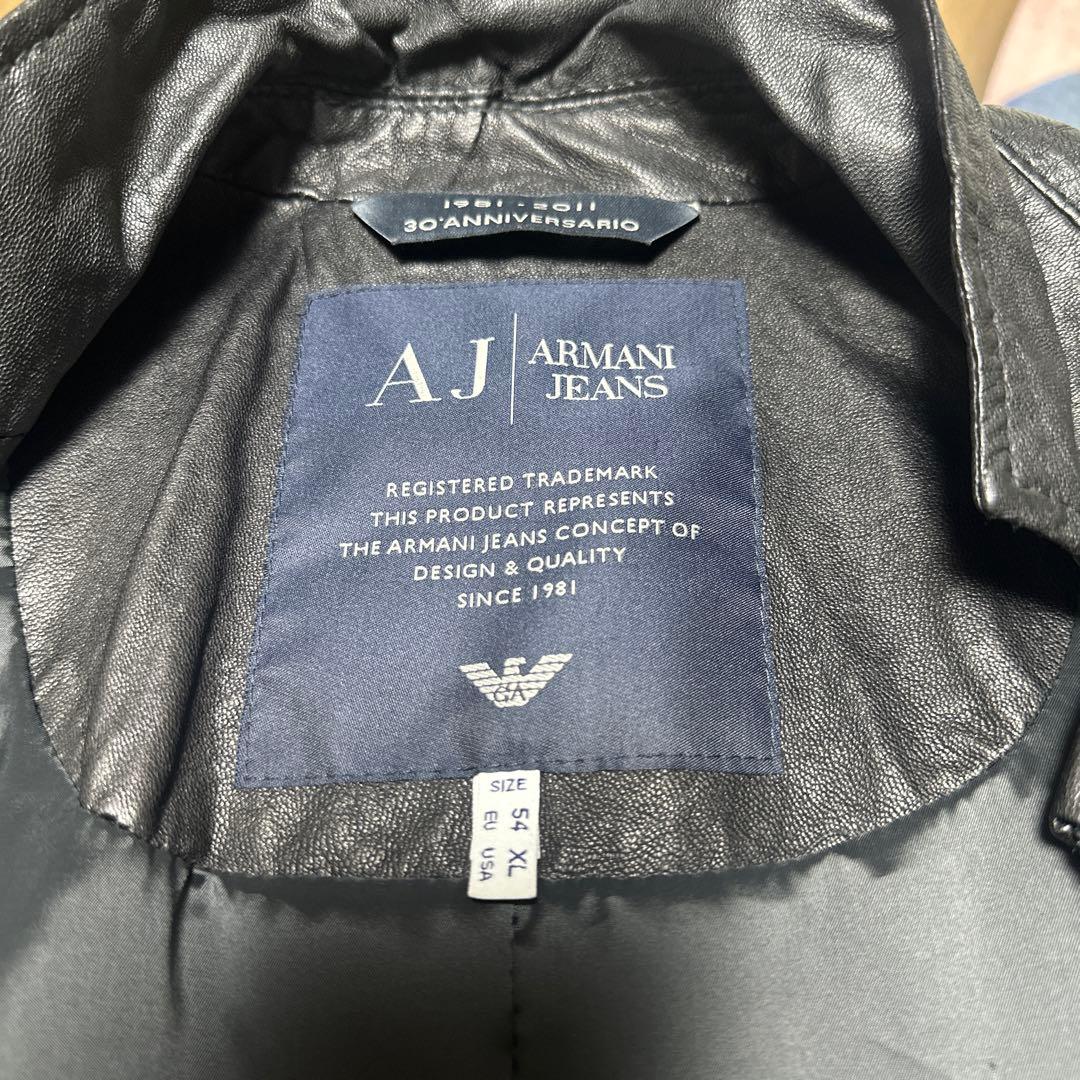 1981 - 2011
30°ANNIVERSARIO
AJ
ARMANI
JEANS
REGISTERED TRADEMARK
THIS PRODUCT REPRESENTS
THE ARMANI JEANS CONCEPT OF
DESIGN & QUALITY
SINCE 1981
GA
SIZE
54 XL
EU USA